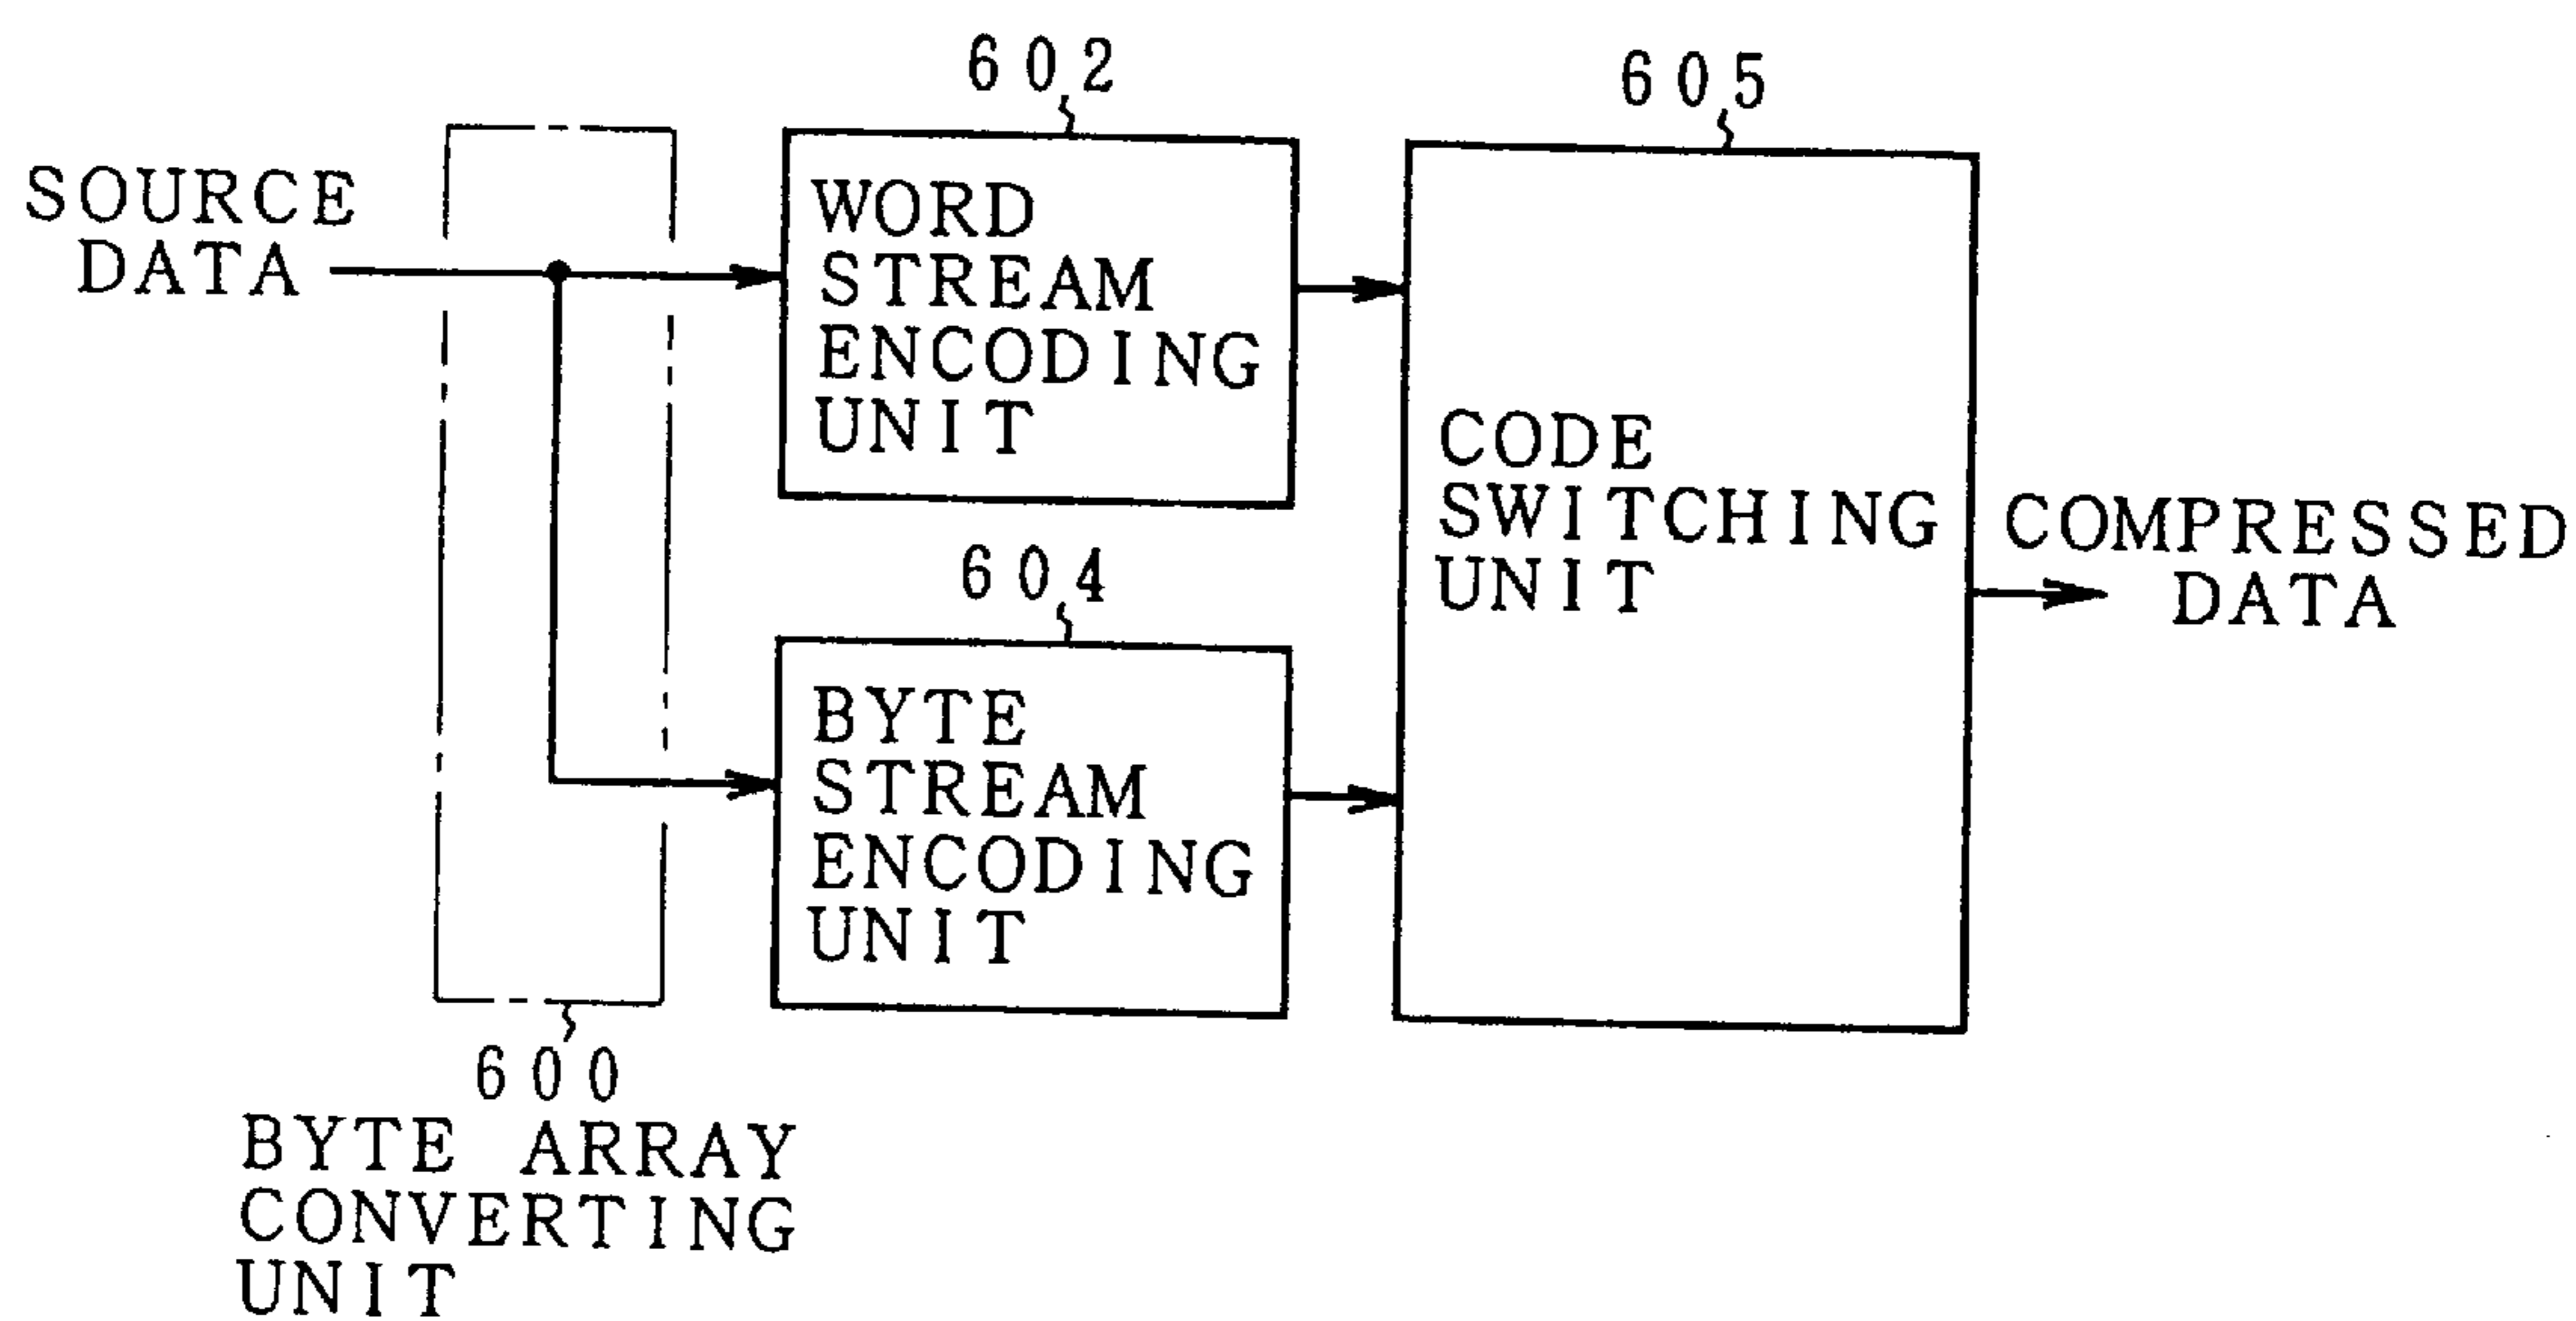 602
605
SOURCE
DATA
WORD
STREAM
ENCODING
UNIT
CODE
SWITCHING
UNIT
COMPRESSED
DATA
604
BYTE
STREAM
ENCODING
UNIT
600
BYTE ARRAY
CONVERTING
UNIT